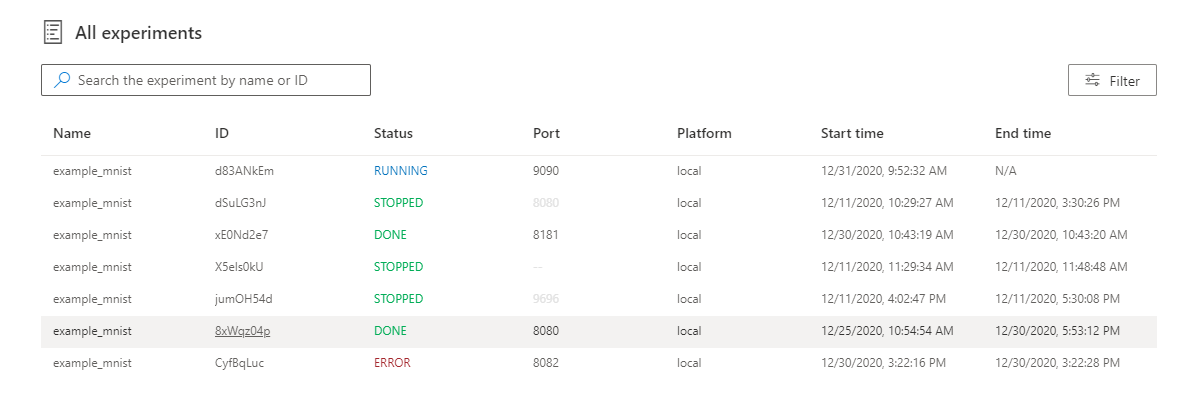 All experiments
Search the experiment by name or ID
Filter
Name ID Status Port Platform Start time End time
example_mnist d83ANkEm RUNNING 9090 local 12/31/2020, 9:52:32 AM N/A
example_mnist dSuLG3nJ STOPPED 8080 local 12/11/2020, 10:29:27 AM 12/11/2020, 3:30:26 PM
example_mnist xE0Nd2e7 DONE 8181 local 12/30/2020, 10:43:19 AM 12/30/2020, 10:43:20 AM
example_mnist X5els0kU STOPPED -- local 12/11/2020, 11:29:34 AM 12/11/2020, 11:48:48 AM
example_mnist jumOH54d STOPPED 9696 local 12/11/2020, 4:02:47 PM 12/11/2020, 5:30:08 PM
example_mnist 8xWqz04p DONE 8080 local 12/25/2020, 10:54:54 AM 12/30/2020, 5:53:12 PM
example_mnist CyfBqLuc ERROR 8082 local 12/30/2020, 3:22:16 PM 12/30/2020, 3:22:28 PM